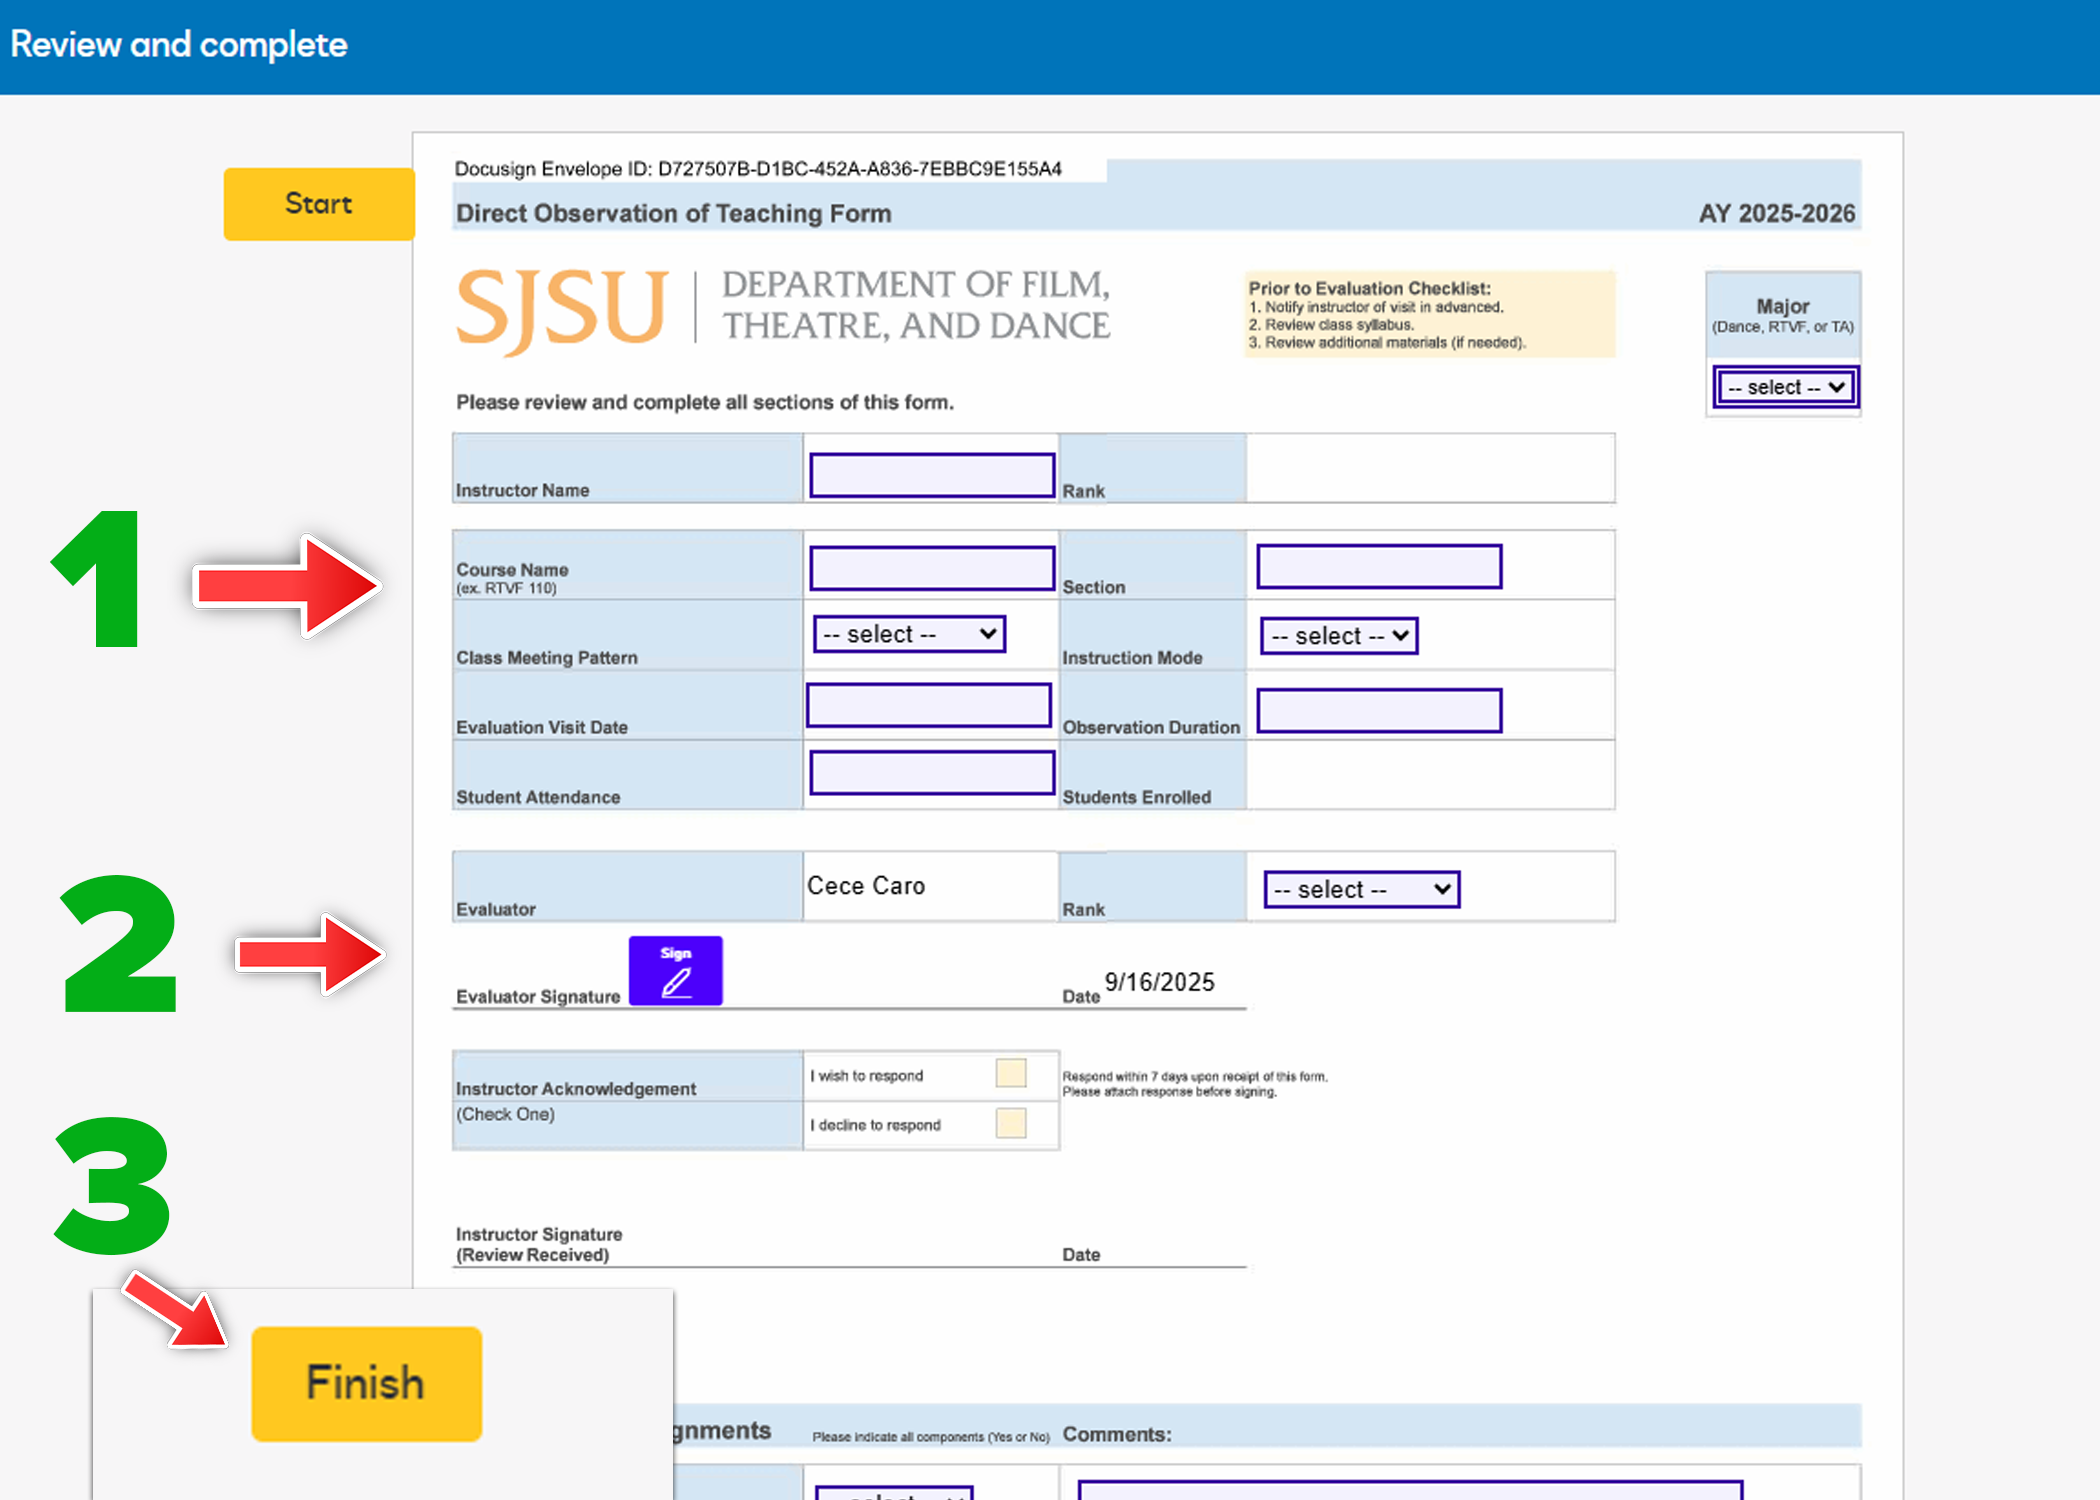 Review and complete
Start
Docusign Envelope ID: D727507B-D1BC-452A-A836-7EBBC9E155A4
Direct Observation of Teaching Form AY 2025-2026
SJSU DEPARTMENT OF FILM,
THEATRE, AND DANCE
Prior to Evaluation Checklist:
1. Notify instructor of visit in advanced.
2. Review class syllabus.
3. Review additional materials (if needed).
Major
(Dance, RTVF, or TA)
-- select --
Please review and complete all sections of this form.
Instructor Name Rank
1
Course Name
(ex. RTVF 110) Section
Class Meeting Pattern -- select -- Instruction Mode -- select --
Evaluation Visit Date Observation Duration
Student Attendance Students Enrolled
2
Evaluator Cece Caro Rank -- select --
Sign
Evaluator Signature Date 9/16/2025
Instructor Acknowledgement
(Check One)
I wish to respond
I decline to respond
Respond within 7 days upon receipt of this form.
Please attach response before signing.
3
Instructor Signature
(Review Received) Date
Finish
gnments Please indicate all components (Yes or No) Comments: